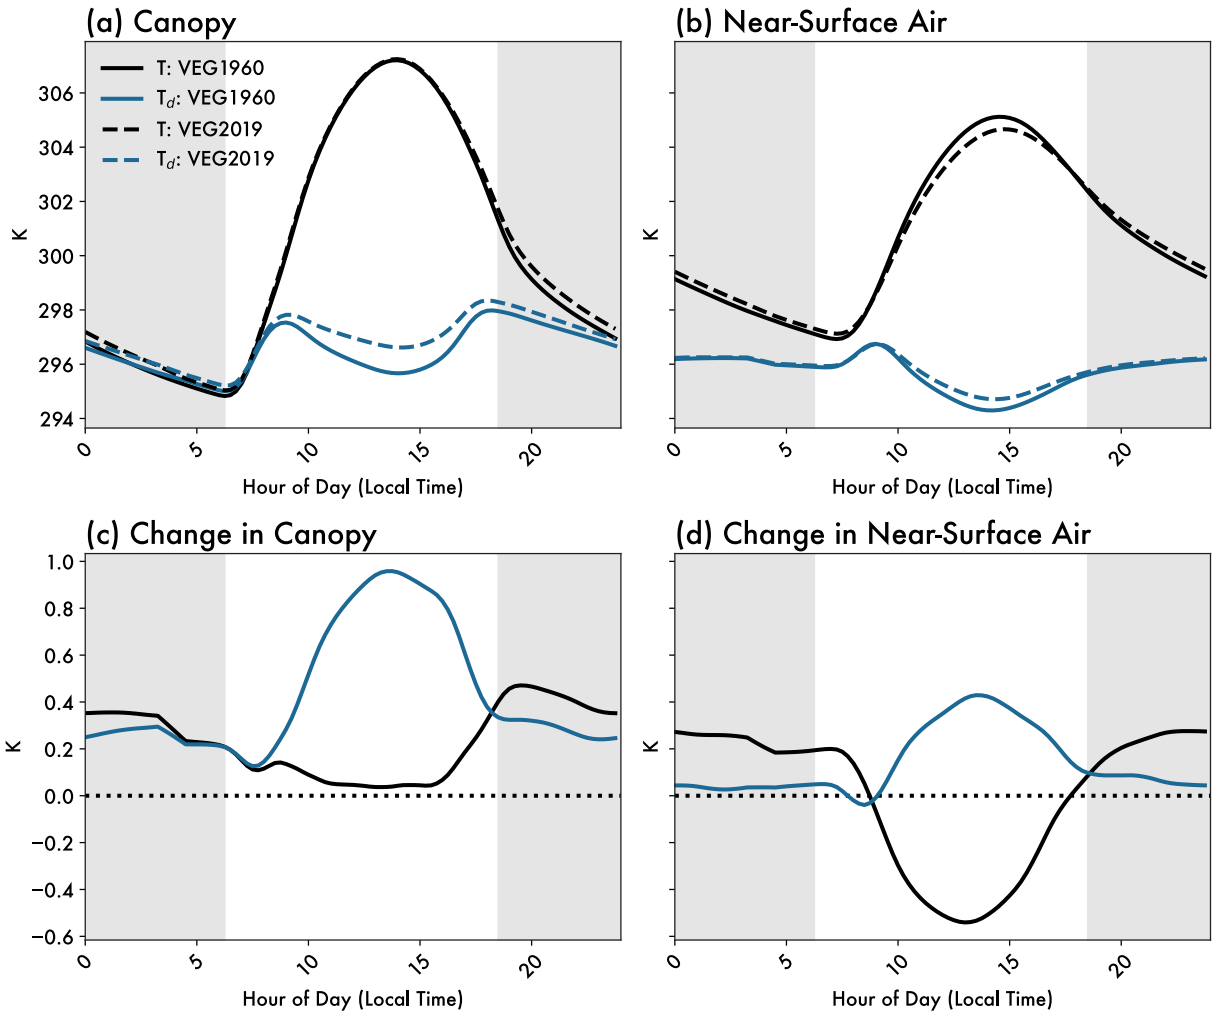 (a) Canopy
(b) Near-Surface Air
T: VEG1960
T_d: VEG1960
T: VEG2019
T_d: VEG2019
306
304
302
300
298
296
294
K
K
0 5 10 15 20
0 5 10 15 20
Hour of Day (Local Time)
Hour of Day (Local Time)
(c) Change in Canopy
(d) Change in Near-Surface Air
1.0
0.8
0.6
0.4
0.2
0.0
−0.2
−0.4
−0.6
K
K
0 5 10 15 20
0 5 10 15 20
Hour of Day (Local Time)
Hour of Day (Local Time)